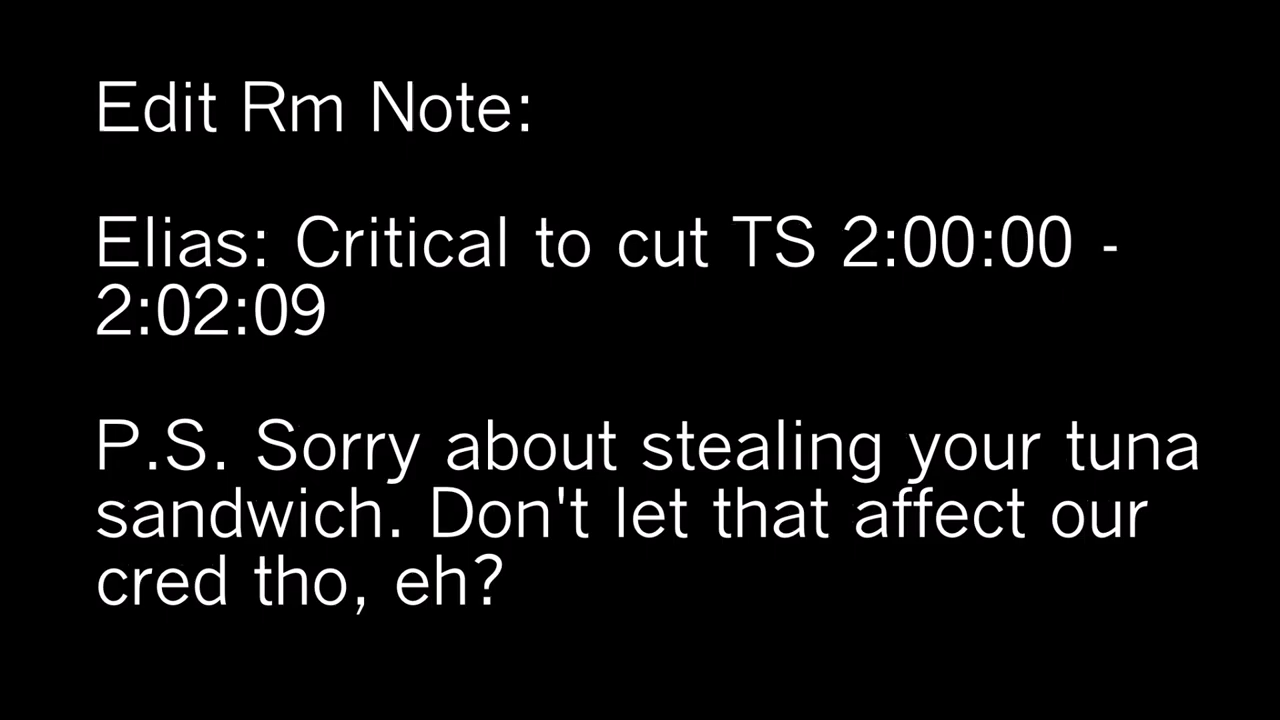 Edit Rm Note:
Elias: Critical to cut TS 2:00:00 -
2:02:09
P.S. Sorry about stealing your tuna
sandwich. Don't let that affect our
cred tho, eh?